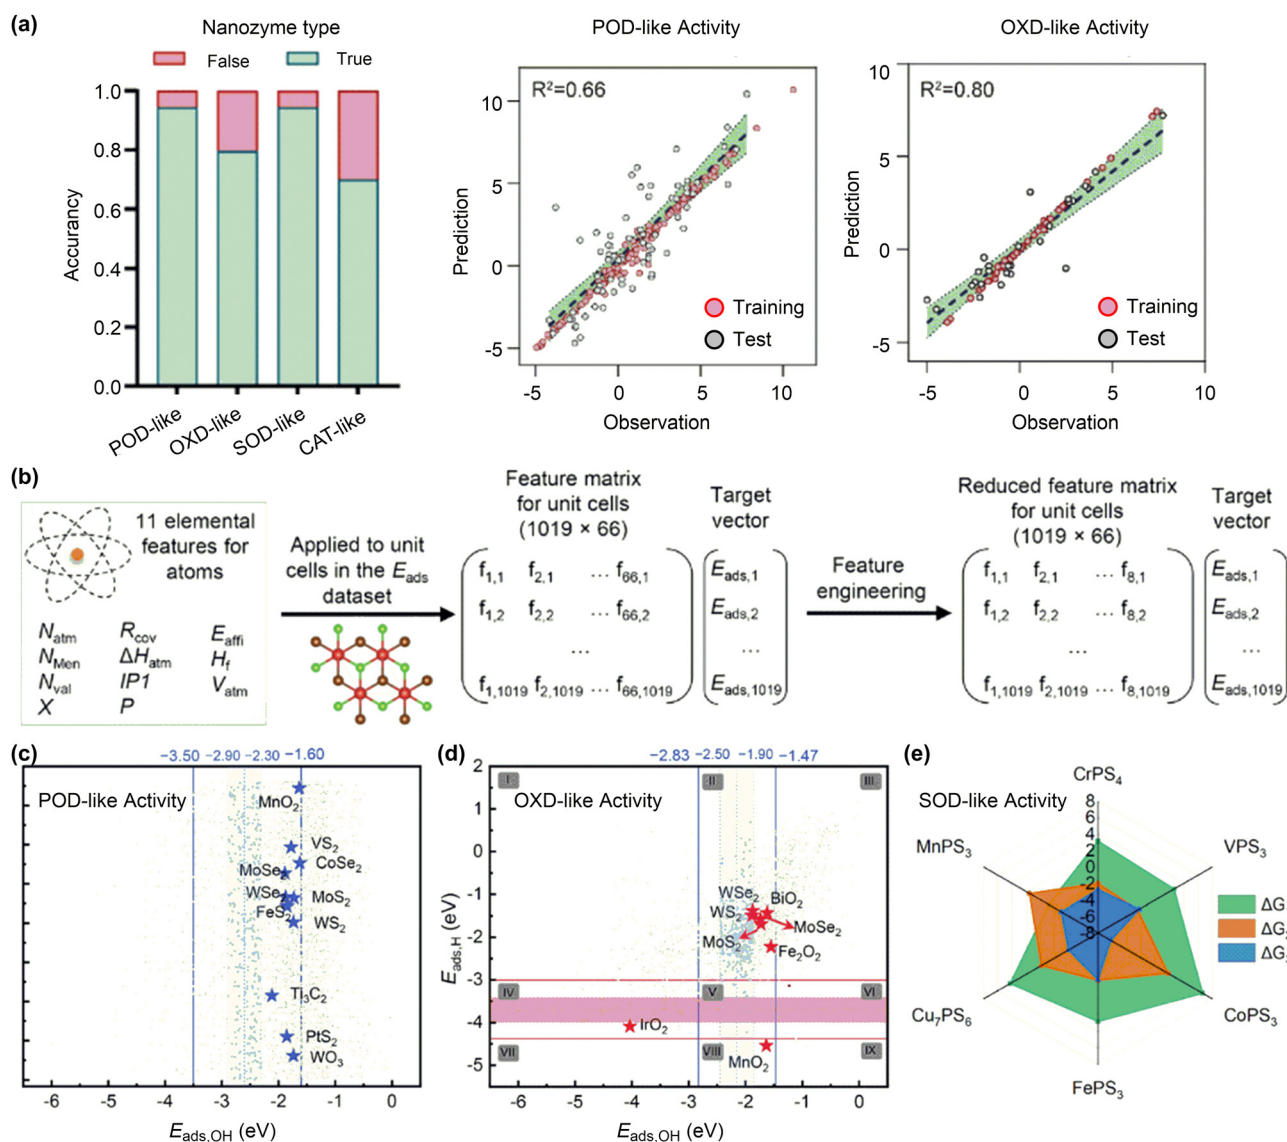 (a)
Nanozyme type
False
True
Accurancy
1.0
0.8
0.6
0.4
0.2
0.0
POD-like
OXD-like
SOD-like
CAT-like
POD-like Activity
R²=0.66
Prediction
10
5
0
-5
Training
Test
-5
0
5
10
Observation
OXD-like Activity
R²=0.80
Prediction
10
5
0
-5
Training
Test
-5
0
5
10
Observation
(b)
11 elemental
features for
atoms
N_atm R_cov E_affi
N_Men ΔH_atm H_f
N_val IP1 V_atm
X P
Applied to unit
cells in the E_ads
dataset
Feature matrix
for unit cells
(1019 × 66)
f_1,1 f_2,1 ... f_66,1
f_1,2 f_2,2 ... f_66,2
...
f_1,1019 f_2,1019 ... f_66,1019
Target
vector
E_ads,1
E_ads,2
...
E_ads,1019
Feature
engineering
Reduced feature matrix
for unit cells
(1019 × 66)
f_1,1 f_2,1 ... f_8,1
f_1,2 f_2,2 ... f_8,2
...
f_1,1019 f_2,1019 ... f_8,1019
Target
vector
E_ads,1
E_ads,2
...
E_ads,1019
(c)
-3.50 -2.90 -2.30 -1.60
POD-like Activity
MnO₂
VS₂
CoSe₂
MoSe₂
WSe₂
MoS₂
FeS₂
WS₂
Ti₃C₂
PtS₂
WO₃
-6 -5 -4 -3 -2 -1 0
E_ads,OH (eV)
(d)
-2.83 -2.50 -1.90 -1.47
OXD-like Activity
E_ads,H (eV)
2
1
0
-1
-2
-3
-4
-5
I
II
III
IV
V
VI
VII
VIII
IX
WSe₂
BiO₂
WS₂
MoSe₂
MoS₂
Fe₂O₂
IrO₂
MnO₂
-6 -5 -4 -3 -2 -1 0
E_ads,OH (eV)
(e)
SOD-like Activity
CrPS₄
VPS₃
CoPS₃
FePS₃
Cu₇PS₆
MnPS₃
8
6
4
2
0
-2
-4
-6
-8
ΔG
ΔG
ΔG